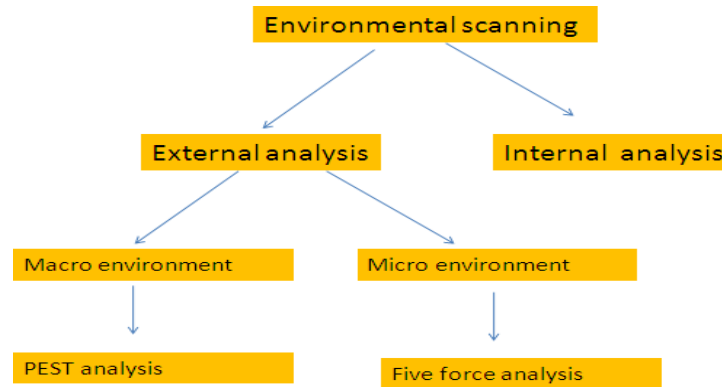 Environmental scanning
External analysis
Internal analysis
Macro environment
Micro environment
PEST analysis
Five force analysis